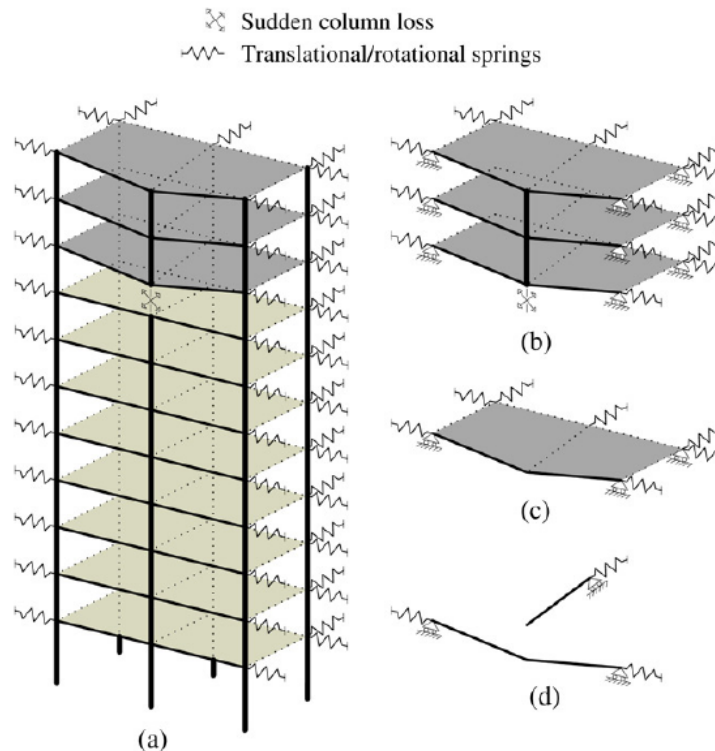 Sudden column loss
Translational/rotational springs
(a)
(b)
(c)
(d)